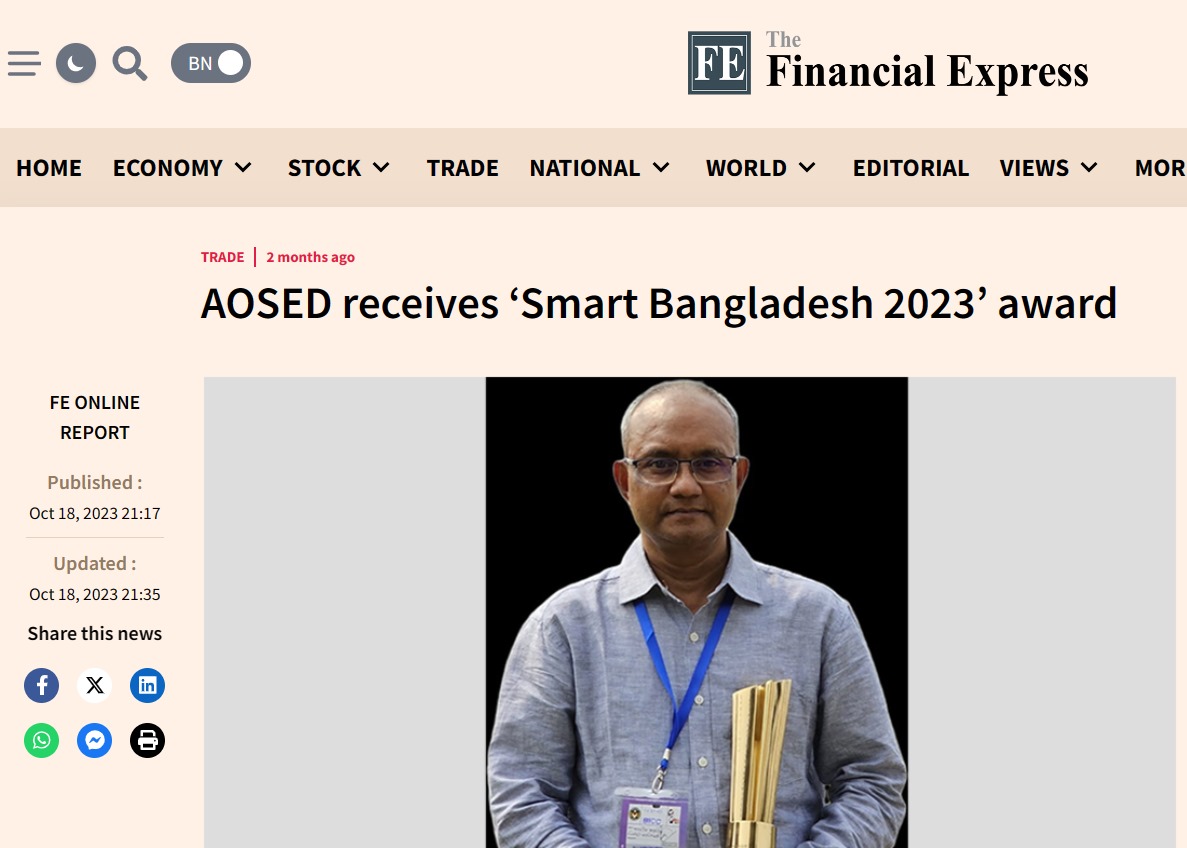 BN
FE
The
Financial Express
HOME ECONOMY STOCK TRADE NATIONAL WORLD EDITORIAL VIEWS MOR
TRADE | 2 months ago
AOSED receives ‘Smart Bangladesh 2023’ award
FE ONLINE
REPORT
Published :
Oct 18, 2023 21:17
Updated :
Oct 18, 2023 21:35
Share this news